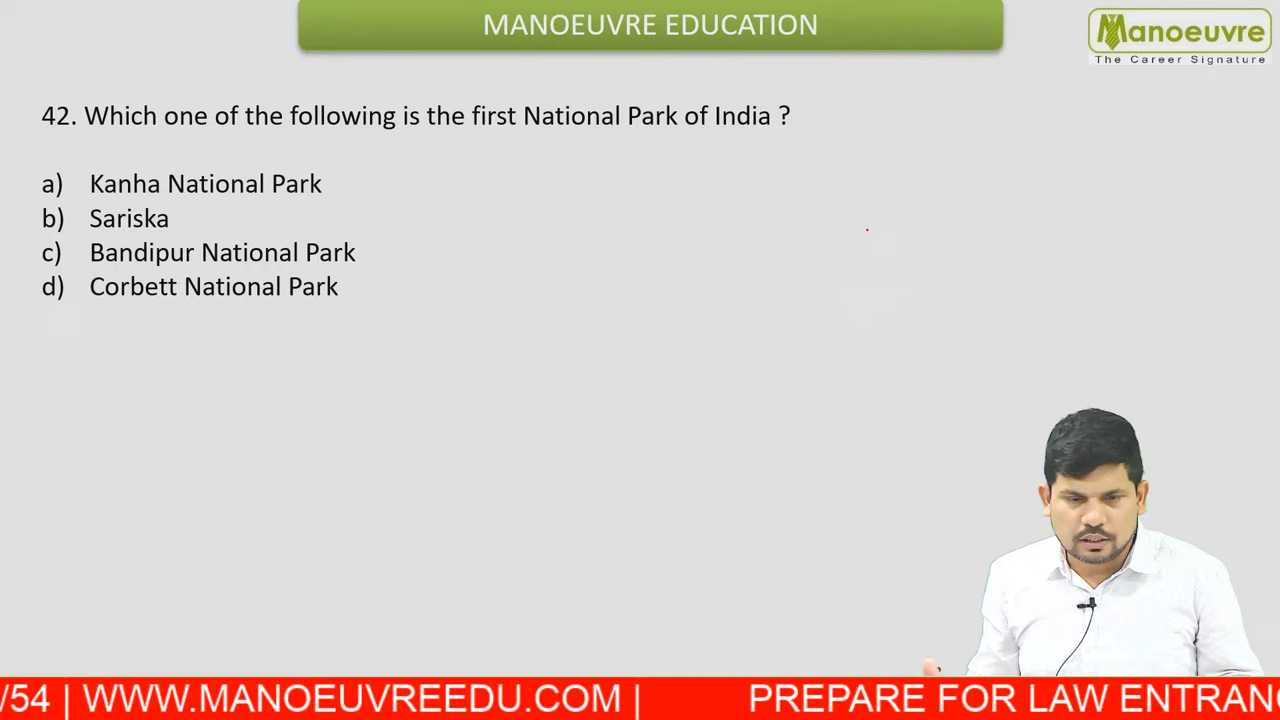 MANOEUVRE EDUCATION
Manoeuvre
The Career Signature
42. Which one of the following is the first National Park of India ?
a) Kanha National Park
b) Sariska
c) Bandipur National Park
d) Corbett National Park
/54 | WWW.MANOEUVREEDU.COM | PREPARE FOR LAW ENTRANC